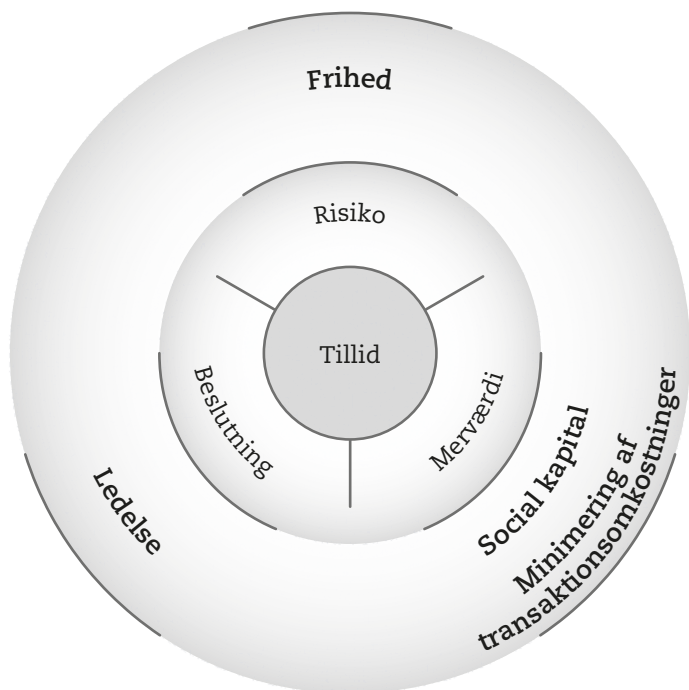 Frihed
Risiko
Tillid
Beslutning
Merværdi
Ledelse
Social kapital
Minimering af
transaktionsomkostninger